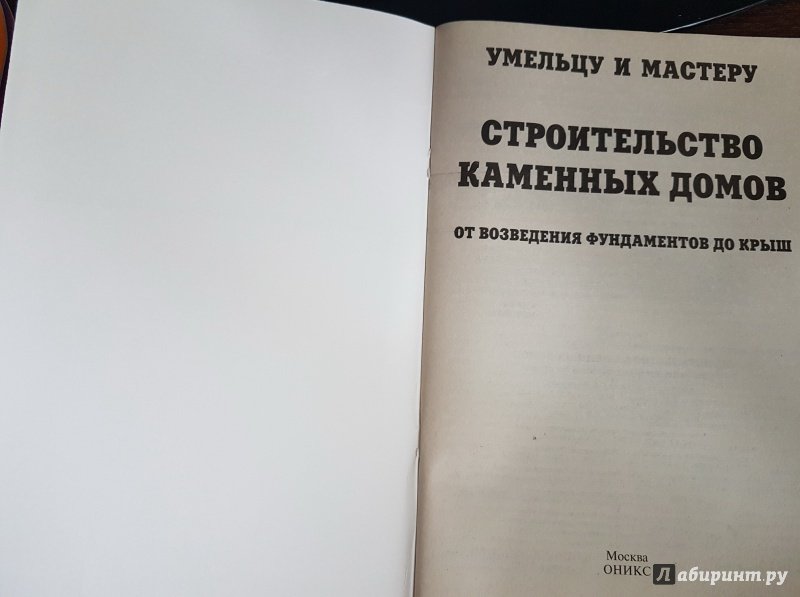 УМЕЛЬЦУ И МАСТЕРУ
СТРОИТЕЛЬСТВО
КАМЕННЫХ ДОМОВ
ОТ ВОЗВЕДЕНИЯ ФУНДАМЕНТОВ ДО КРЫШ
Москва
ОНИКС
Лабиринт.ру